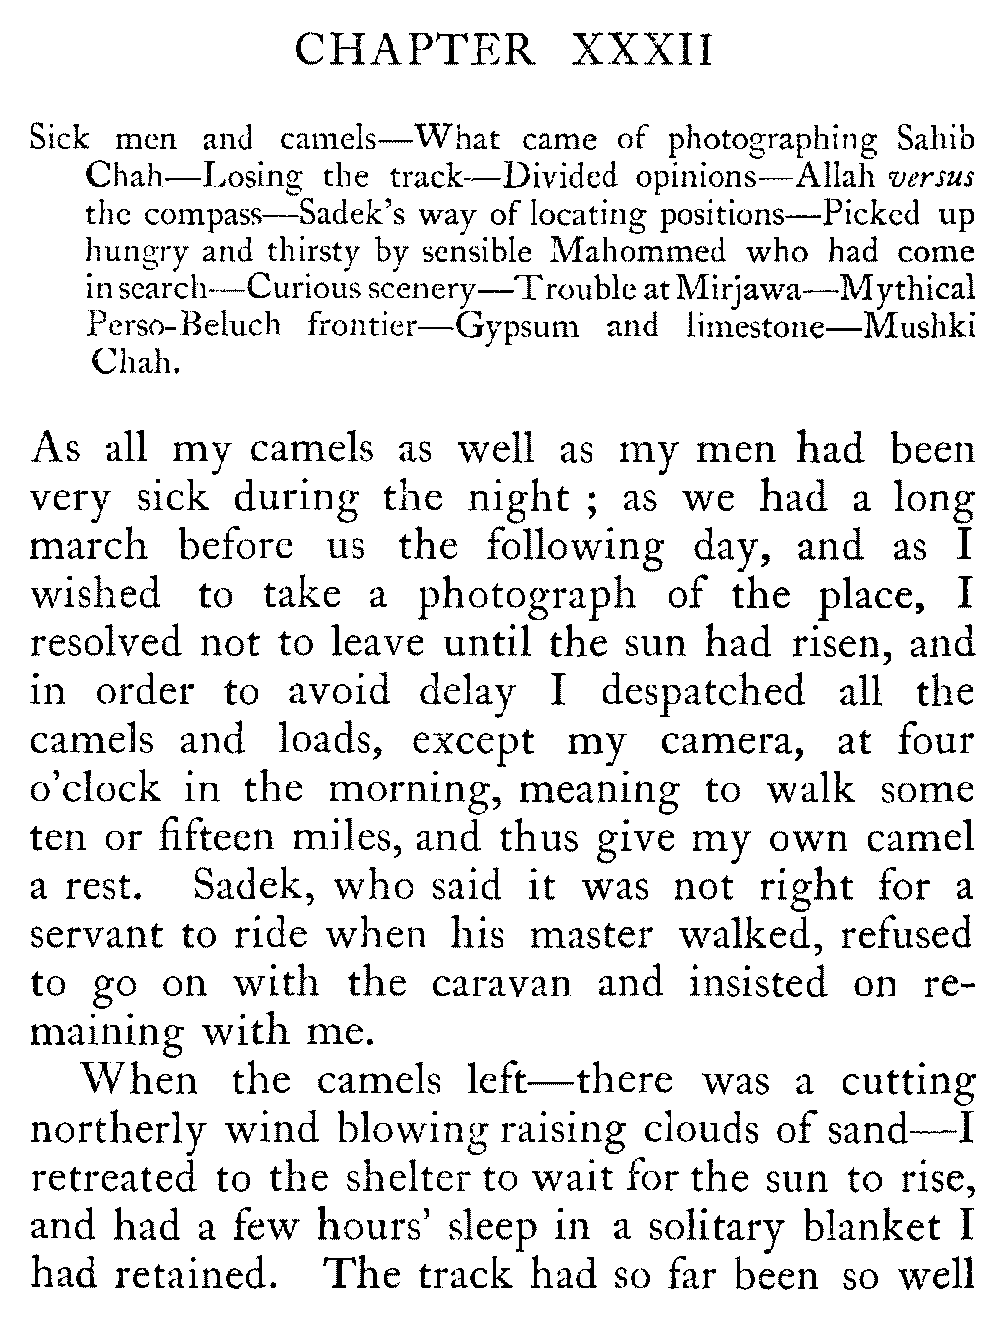 CHAPTER XXXII
Sick men and camels—What came of photographing Sahib
Chah—Losing the track—Divided opinions—Allah versus
the compass—Sadek's way of locating positions—Picked up
hungry and thirsty by sensible Mahommed who had come
in search—Curious scenery—Trouble at Mirjawa—Mythical
Perso-Beluch frontier—Gypsum and limestone—Mushki
Chah.
As all my camels as well as my men had been
very sick during the night ; as we had a long
march before us the following day, and as I
wished to take a photograph of the place, I
resolved not to leave until the sun had risen, and
in order to avoid delay I despatched all the
camels and loads, except my camera, at four
o'clock in the morning, meaning to walk some
ten or fifteen miles, and thus give my own camel
a rest. Sadek, who said it was not right for a
servant to ride when his master walked, refused
to go on with the caravan and insisted on re-
maining with me.
When the camels left—there was a cutting
northerly wind blowing raising clouds of sand—I
retreated to the shelter to wait for the sun to rise,
and had a few hours' sleep in a solitary blanket I
had retained. The track had so far been so well